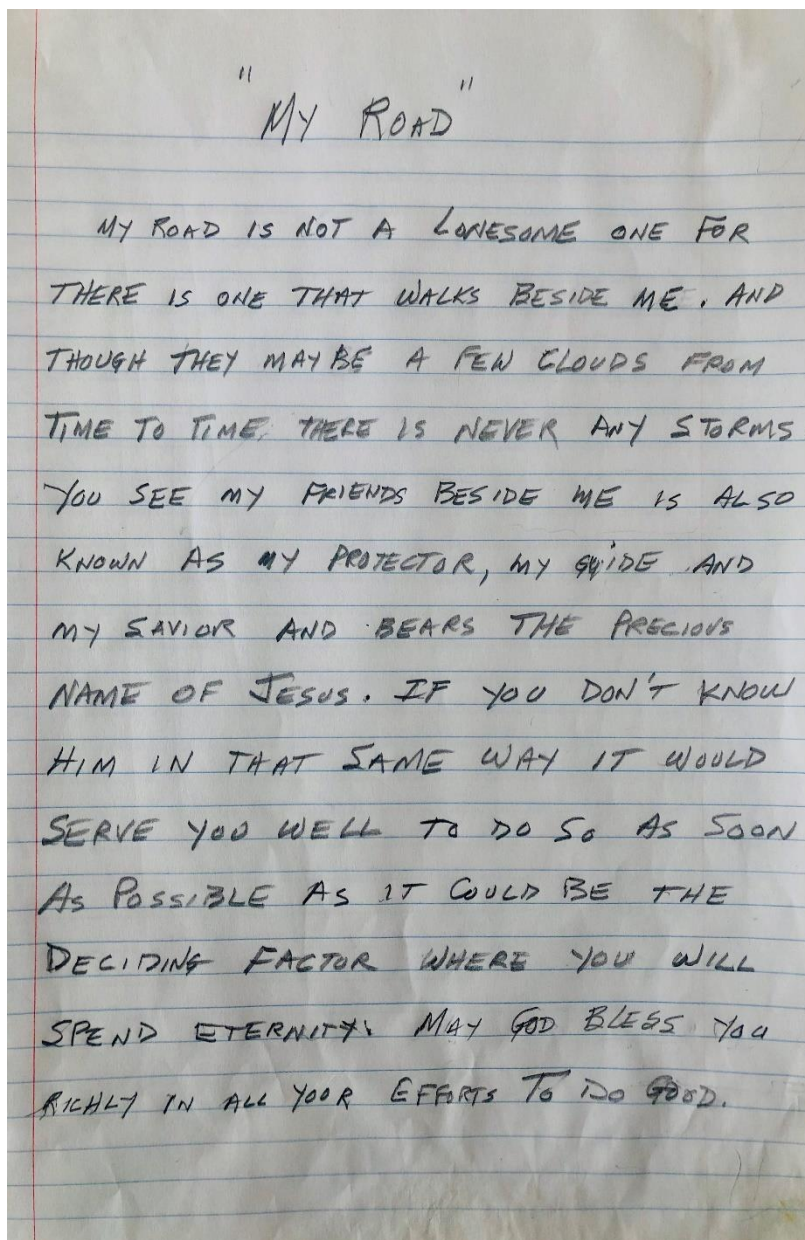 "MY ROAD"
MY ROAD IS NOT A LONESOME ONE FOR
THERE IS ONE THAT WALKS BESIDE ME. AND
THOUGH THEY MAY BE A FEW CLOUDS FROM
TIME TO TIME, THERE IS NEVER ANY STORMS
YOU SEE MY FRIENDS BESIDE ME IS ALSO
KNOWN AS MY PROTECTOR, MY GUIDE AND
MY SAVIOR AND BEARS THE PRECIOUS
NAME OF JESUS. IF YOU DON'T KNOW
HIM IN THAT SAME WAY IT WOULD
SERVE YOU WELL TO DO SO AS SOON
AS POSSIBLE AS IT COULD BE THE
DECIDING FACTOR WHERE YOU WILL
SPEND ETERNITY. MAY GOD BLESS YOU
RICHLY IN ALL YOUR EFFORTS TO DO GOOD.